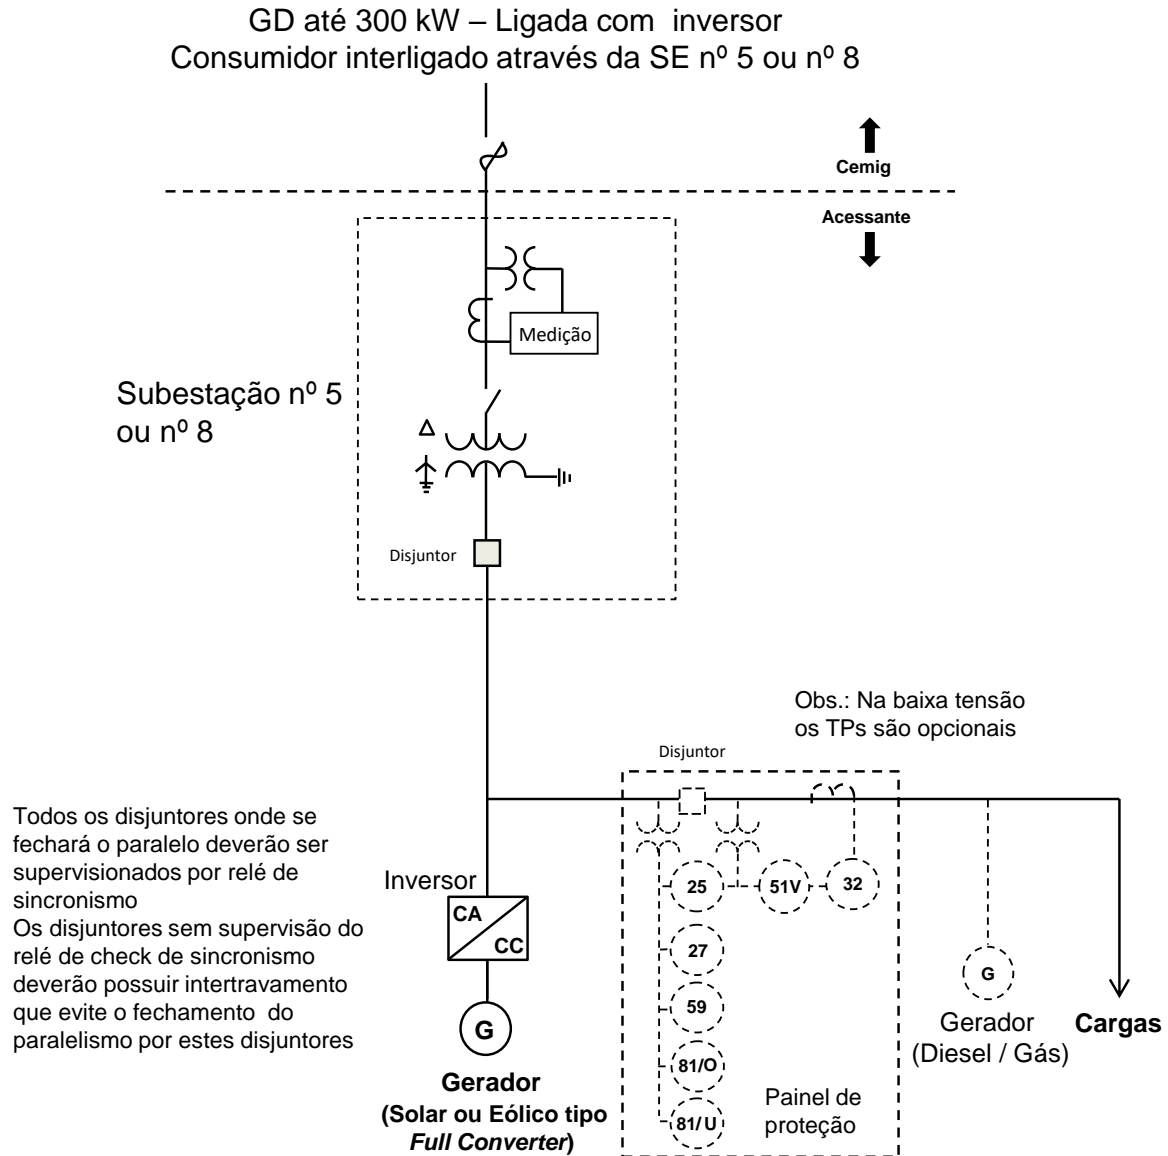 GD até 300 kW – Ligada com inversor
Consumidor interligado através da SE nº 5 ou nº 8
Cemig
Acessante
Medição
Subestação nº 5
ou nº 8
Δ
Disjuntor
Obs.: Na baixa tensão
os TPs são opcionais
Disjuntor
Todos os disjuntores onde se
fechará o paralelo deverão ser
supervisionados por relé de
sincronismo
Os disjuntores sem supervisão do
relé de check de sincronismo
deverão possuir intertravamento
que evite o fechamento do
paralelismo por estes disjuntores
Inversor
CA
CC
G
Gerador
(Solar ou Eólico tipo
Full Converter)
25
51V
32
27
59
81/O
81/U
Painel de
proteção
G
Gerador
(Diesel / Gás)
Cargas